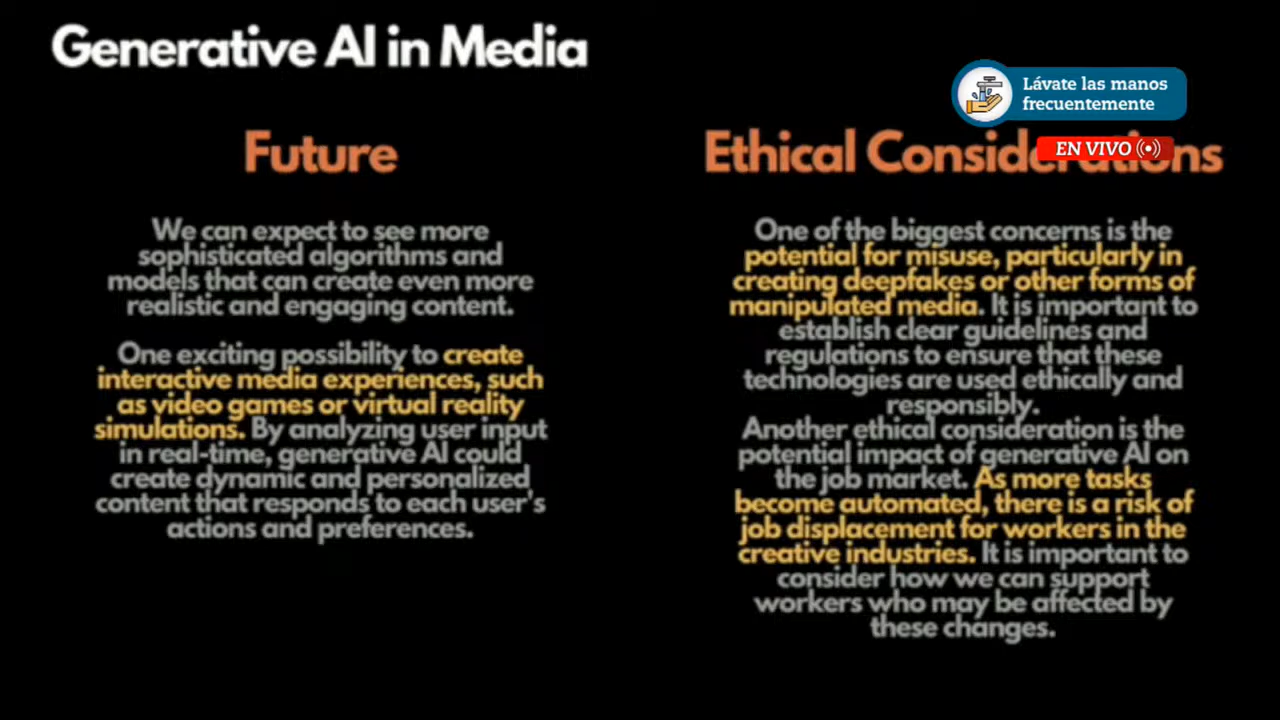 Generative AI in Media
Lávate las manos
frecuentemente
EN VIVO
Future
We can expect to see more
sophisticated algorithms and
models that can create even more
realistic and engaging content.
One exciting possibility to create
interactive media experiences, such
as video games or virtual reality
simulations. By analyzing user input
in real-time, generative AI could
create dynamic and personalized
content that responds to each user's
actions and preferences.
Ethical Considerations
One of the biggest concerns is the
potential for misuse, particularly in
creating deepfakes or other forms of
manipulated media. It is important to
establish clear guidelines and
regulations to ensure that these
technologies are used ethically and
responsibly.
Another ethical consideration is the
potential impact of generative AI on
the job market. As more tasks
become automated, there is a risk of
job displacement for workers in the
creative industries. It is important to
consider how we can support
workers who may be affected by
these changes.